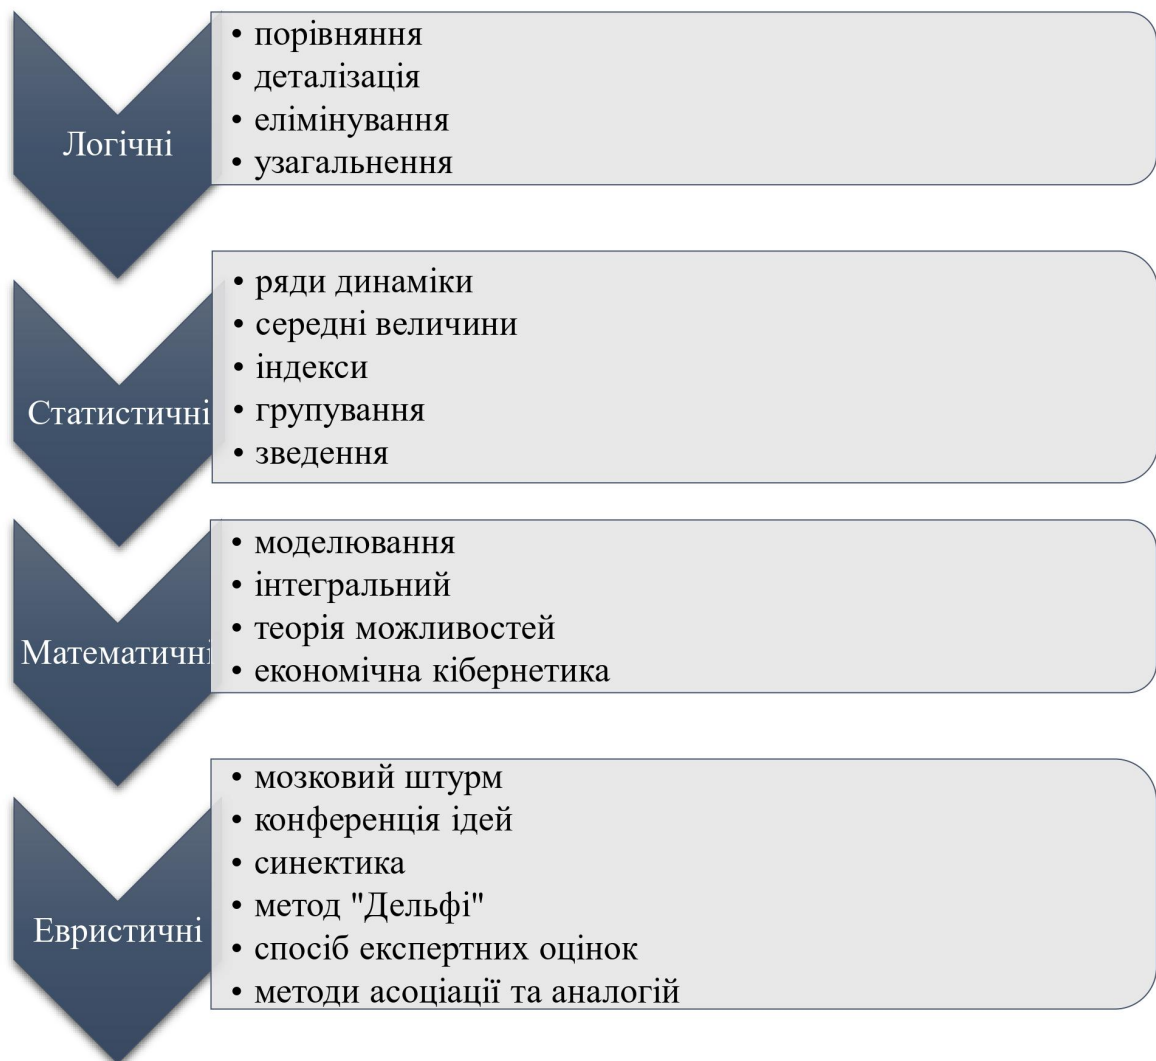 Логічні
• порівняння
• деталізація
• елімінування
• узагальнення
Статистичні
• ряди динаміки
• середні величини
• індекси
• групування
• зведення
Математичні
• моделювання
• інтегральний
• теорія можливостей
• економічна кібернетика
Евристичні
• мозковий штурм
• конференція ідей
• синектика
• метод "Дельфі"
• спосіб експертних оцінок
• методи асоціації та аналогій